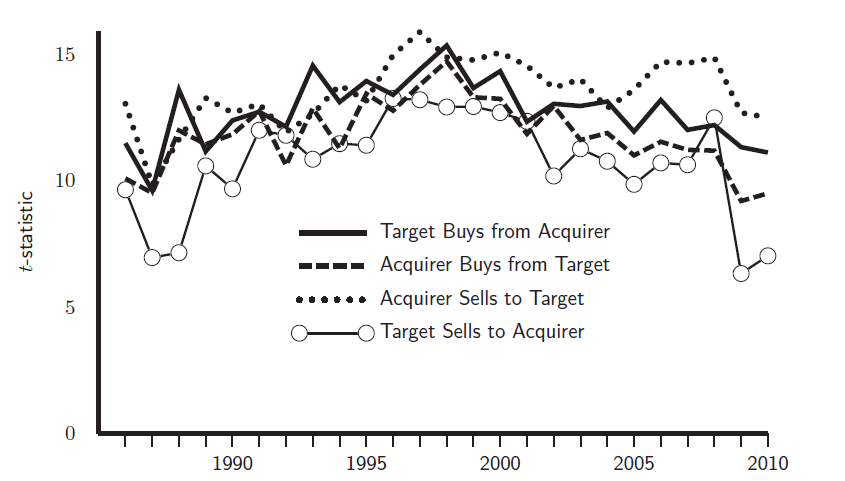 15
10
5
0
t-statistic
Target Buys from Acquirer
Acquirer Buys from Target
Acquirer Sells to Target
Target Sells to Acquirer
1990 1995 2000 2005 2010